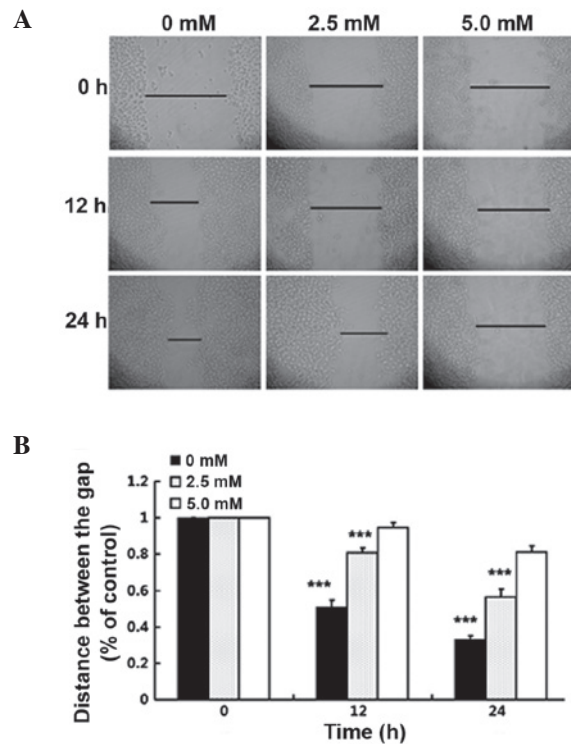 A
0 mM 2.5 mM 5.0 mM
0 h
12 h
24 h
B
Distance between the gap
(% of control)
0 mM
2.5 mM
5.0 mM
1.2
1
0.8
0.6
0.4
0.2
0
***
***
***
***
0 12 24
Time (h)